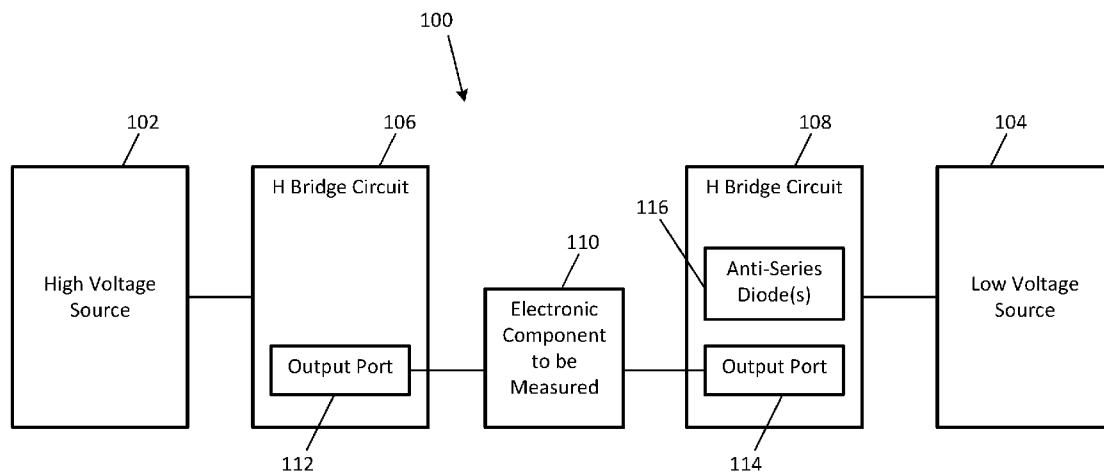 100
102
106
108
104
H Bridge Circuit
H Bridge Circuit
116
110
High Voltage
Source
Anti-Series
Diode(s)
Low Voltage
Source
Electronic
Component
to be
Measured
Output Port
Output Port
112
114